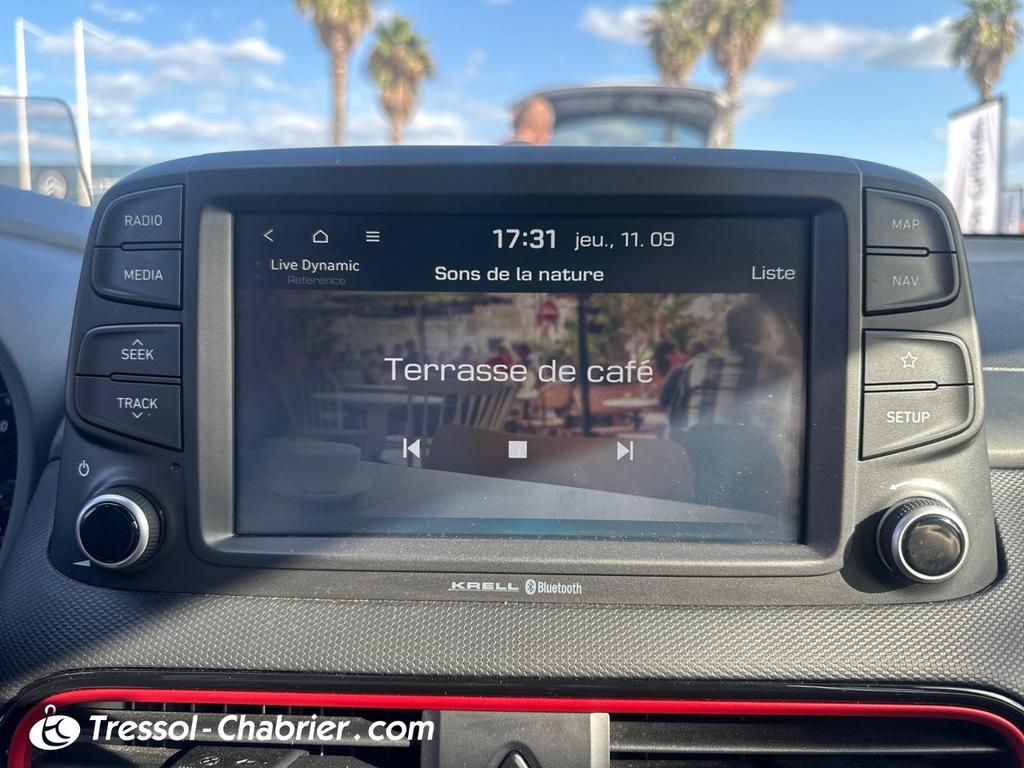 RADIO
MEDIA
SEEK
TRACK
17:31 jeu., 11. 09
Live Dynamic
Reference
Sons de la nature
Liste
Terrasse de café
MAP
NAV
SETUP
KRELL Bluetooth
Tressol-Chabrier.com